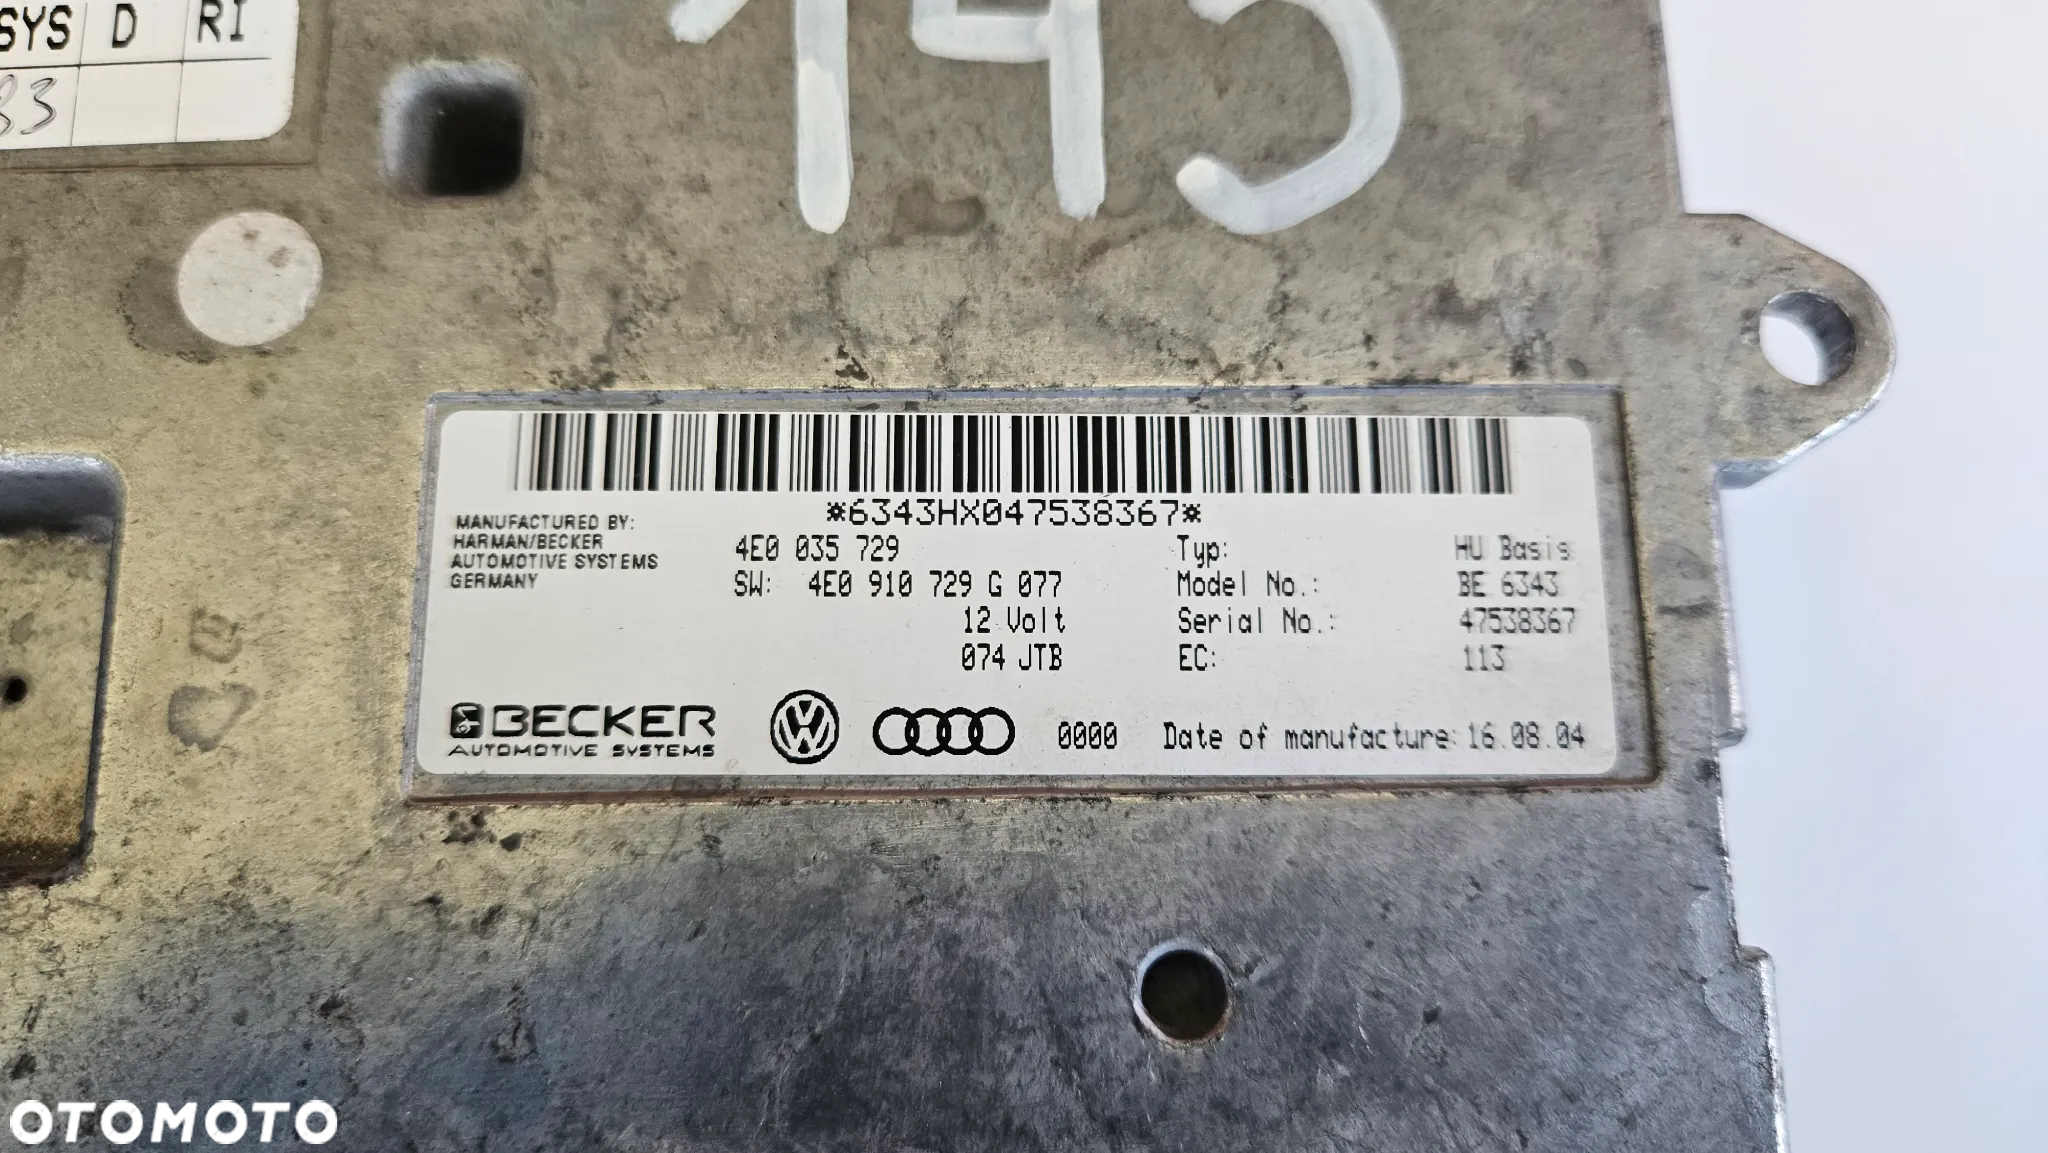 SYS D RI
83
145
*6343HX047538367*
MANUFACTURED BY:
HARMAN/BECKER
AUTOMOTIVE SYSTEMS
GERMANY
4E0 035 729
SW: 4E0 910 729 G 077
12 Volt
074 JTB
Typ: HU Basis
Model No.: BE 6343
Serial No.: 47538367
EC: 113
BECKER
AUTOMOTIVE SYSTEMS
0000
Date of manufacture: 16.08.04
OTOMOTO